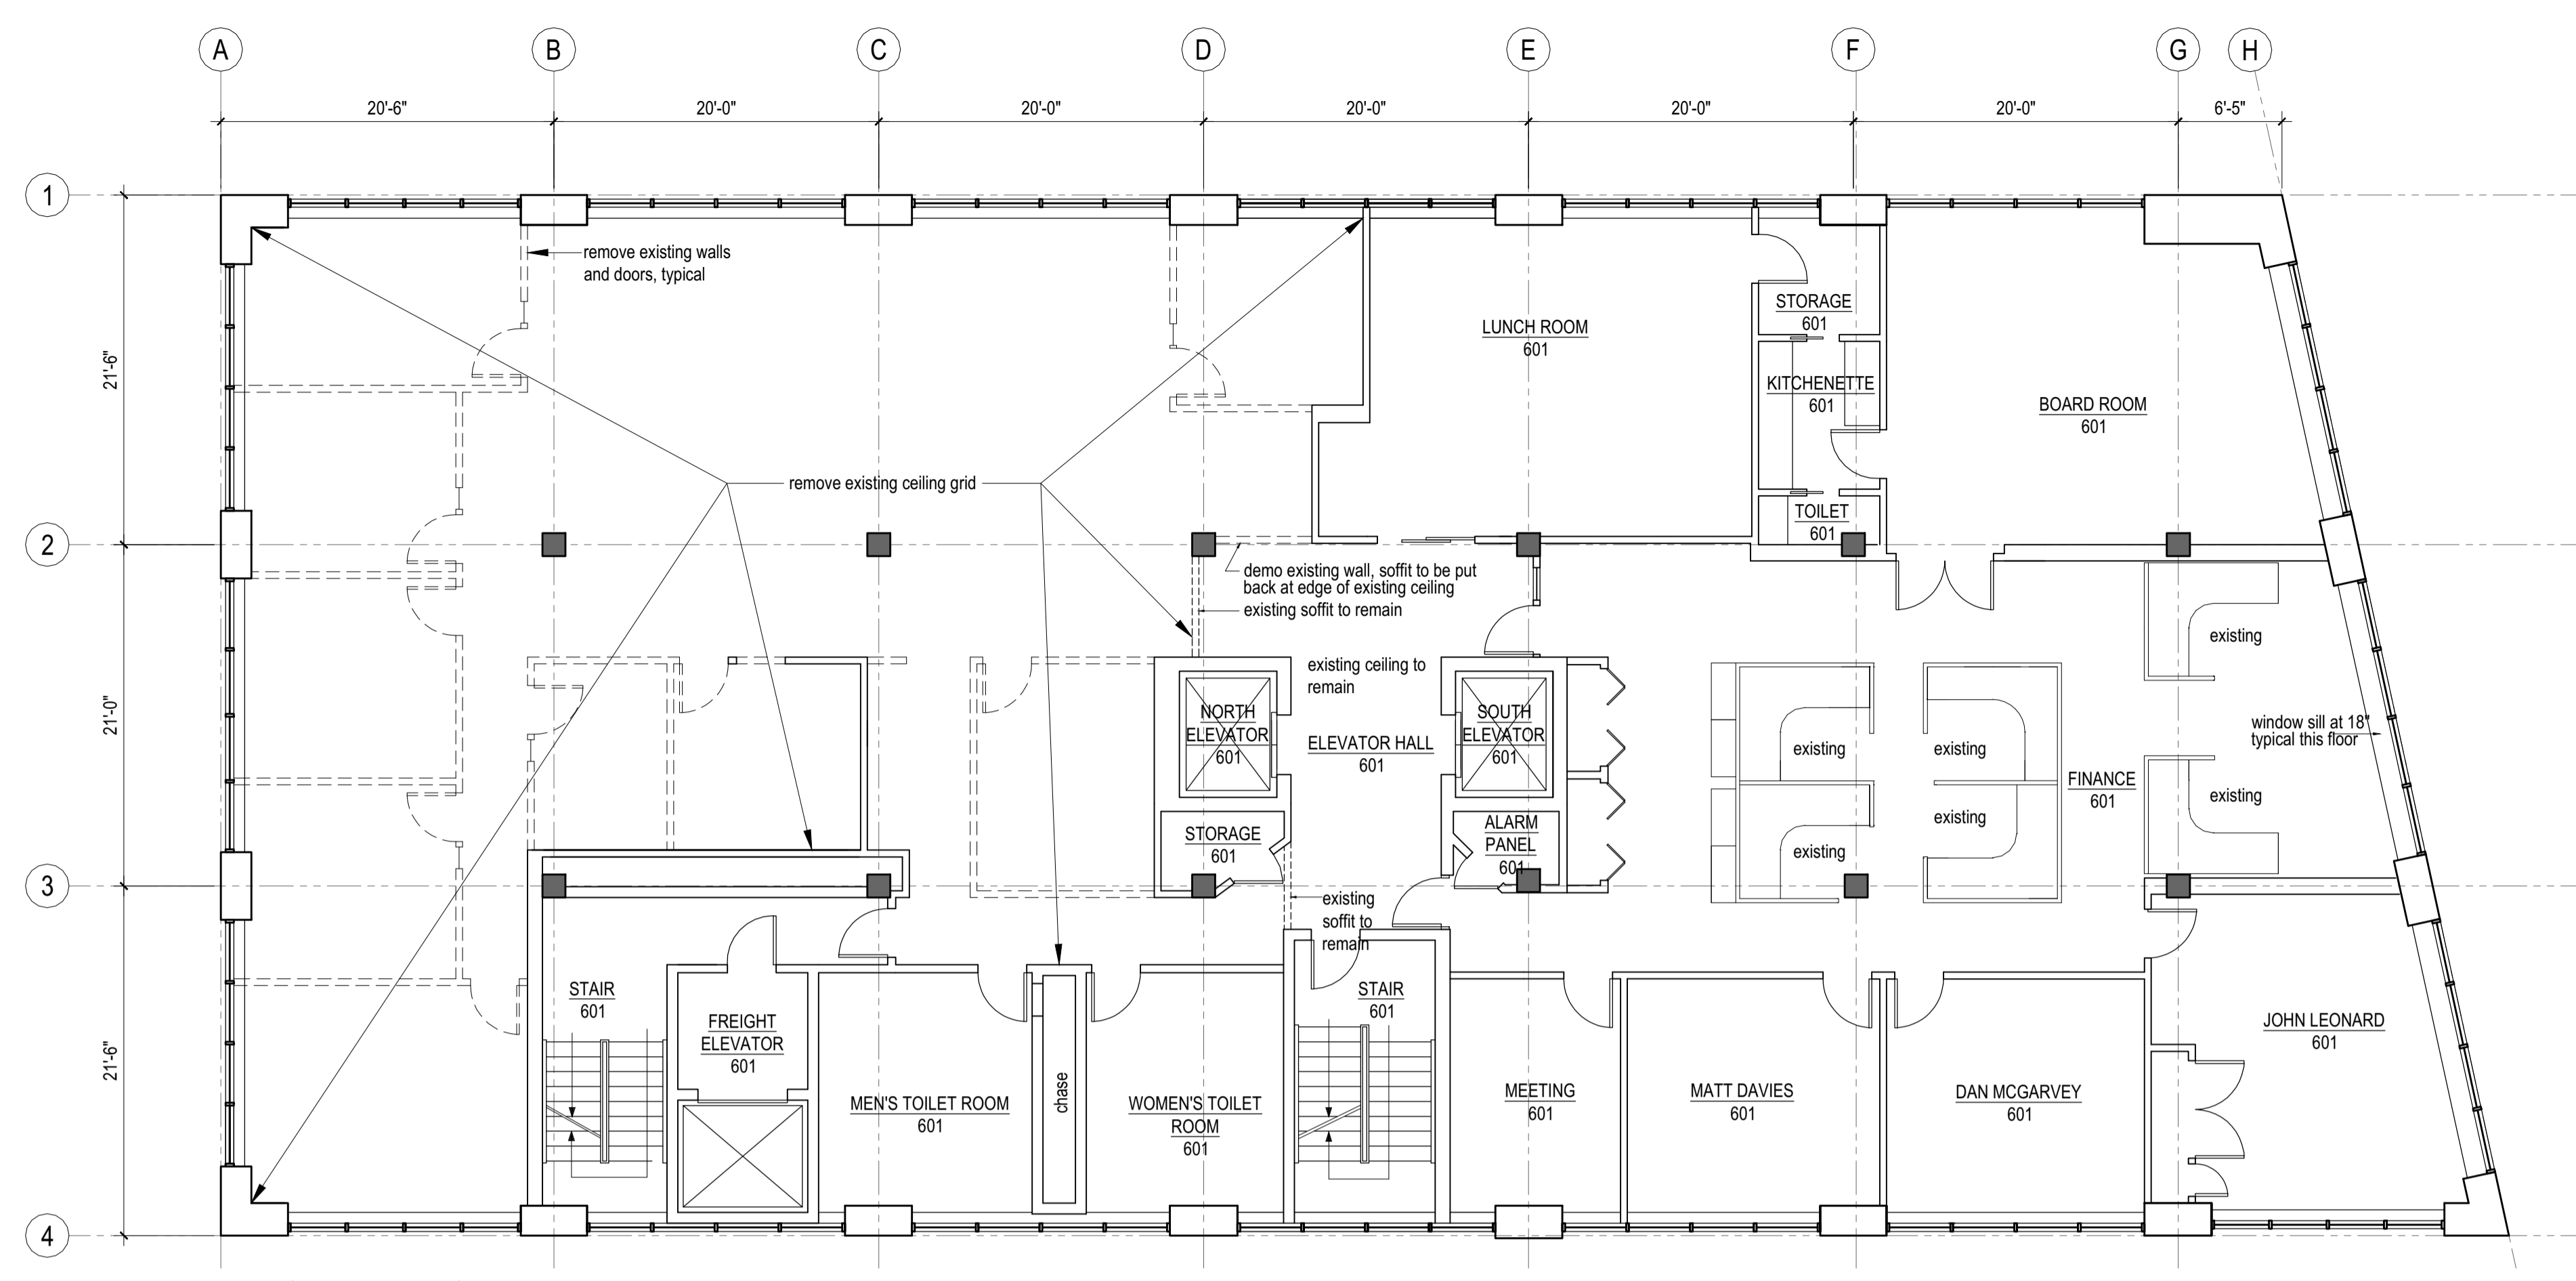 A
B
C
D
E
F
G
H
20'-6"
20'-0"
20'-0"
20'-0"
20'-0"
20'-0"
6'-5"
1
2
3
4
21'-6"
21'-0"
21'-6"
remove existing walls
and doors, typical
LUNCH ROOM
601
STORAGE
601
KITCHENETTE
601
TOILET
601
BOARD ROOM
601
remove existing ceiling grid
demo existing wall, soffit to be put
back at edge of existing ceiling
existing soffit to remain
existing ceiling to
remain
NORTH
ELEVATOR
601
ELEVATOR HALL
601
SOUTH
ELEVATOR
601
STORAGE
601
ALARM
PANEL
601
existing
soffit to
remain
existing
existing
existing
existing
FINANCE
601
existing
existing
window sill at 18"
typical this floor
STAIR
601
FREIGHT
ELEVATOR
601
MEN'S TOILET ROOM
601
chase
WOMEN'S TOILET
ROOM
601
STAIR
601
MEETING
601
MATT DAVIES
601
DAN MCGARVEY
601
JOHN LEONARD
601